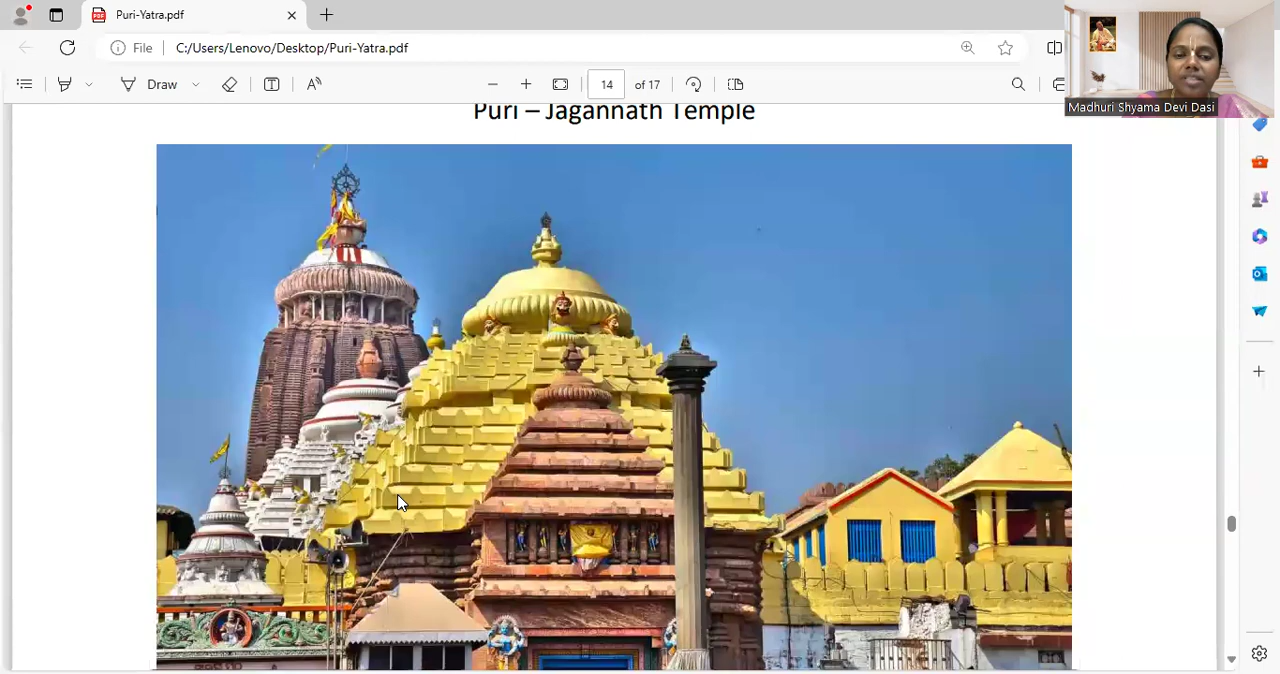 Puri-Yatra.pdf
File
C:/Users/Lenovo/Desktop/Puri-Yatra.pdf
Draw
14
of 17
Madhuri Shyama Devi Dasi
Puri – Jagannath Temple